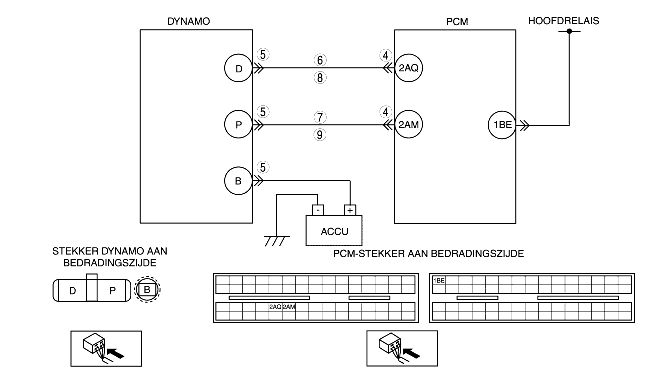 DYNAMO
PCM
HOOFDRELAIS
D
5
6
8
4
2AQ
P
5
7
9
4
2AM
1BE
B
5
-
+
ACCU
STEKKER DYNAMO AAN
BEDRADINGSZIJDE
PCM-STEKKER AAN BEDRADINGSZIJDE
D
P
B
1BE
2AQ
2AM